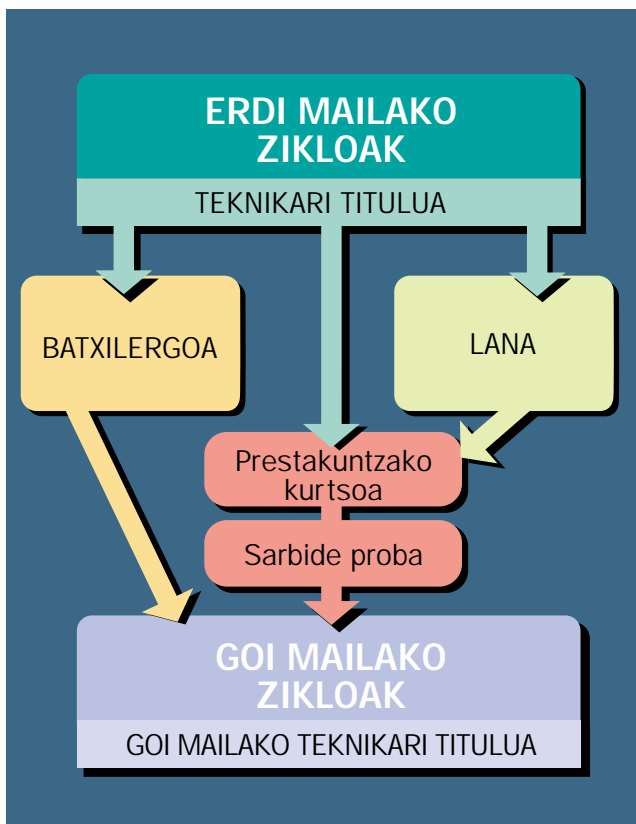 ERDI MAILAKO
ZIKLOAK
TEKNIKARI TITULUA
BATXILERGOA
LANA
Prestakuntzako
kurtsoa
Sarbide proba
GOI MAILAKO
ZIKLOAK
GOI MAILAKO TEKNIKARI TITULUA